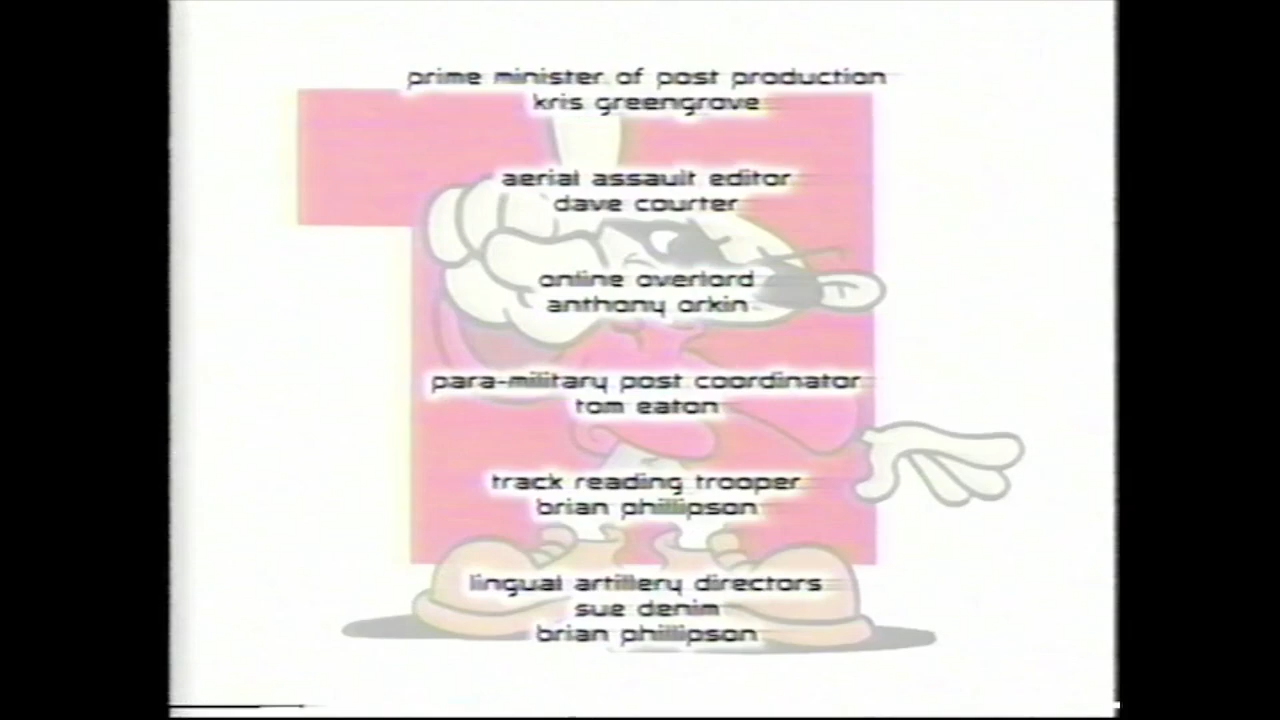 prime minister of post production
kris greengrove
aerial assault editor
dave courter
online overlord
anthony arkin
para-military post coordinator
tom eaton
track reading trooper
brian phillipson
lingual artillery directors
sue denim
brian phillipson